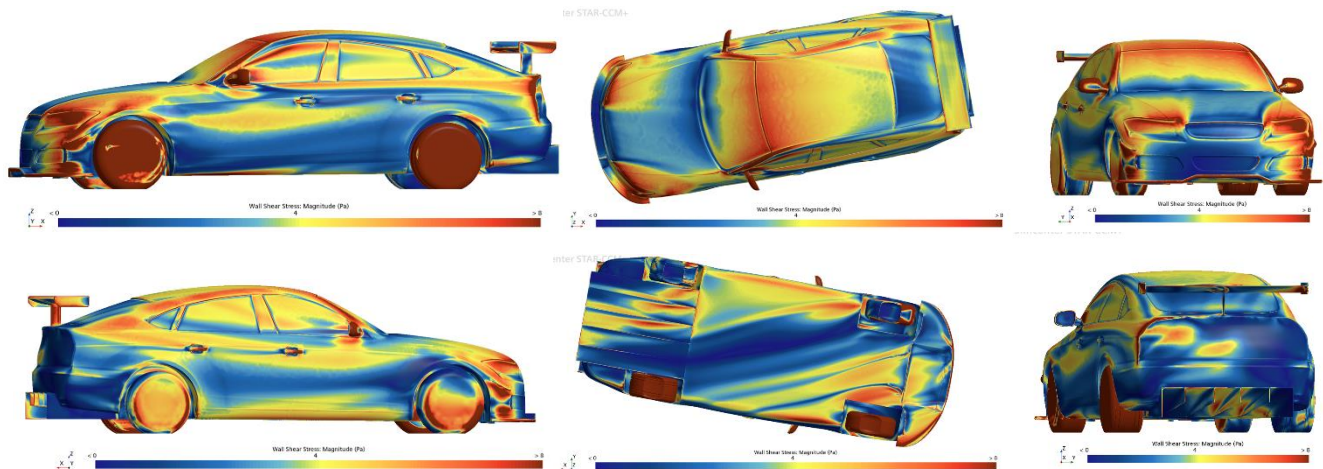 ter STAR-CCM+
Wall Shear Stress: Magnitude (Pa)
< 0 4 > 8
Z
Y X
Wall Shear Stress: Magnitude (Pa)
< 0 4 > 8
Y
Z X
Wall Shear Stress: Magnitude (Pa)
< 0 4 > 8
Z
Y X
enter STAR-CCM+
Wall Shear Stress: Magnitude (Pa)
< 0 4 > 8
Z
X Y
Wall Shear Stress: Magnitude (Pa)
< 0 4 > 8
Y
X Z
Wall Shear Stress: Magnitude (Pa)
< 0 4 > 8
Z
X Y